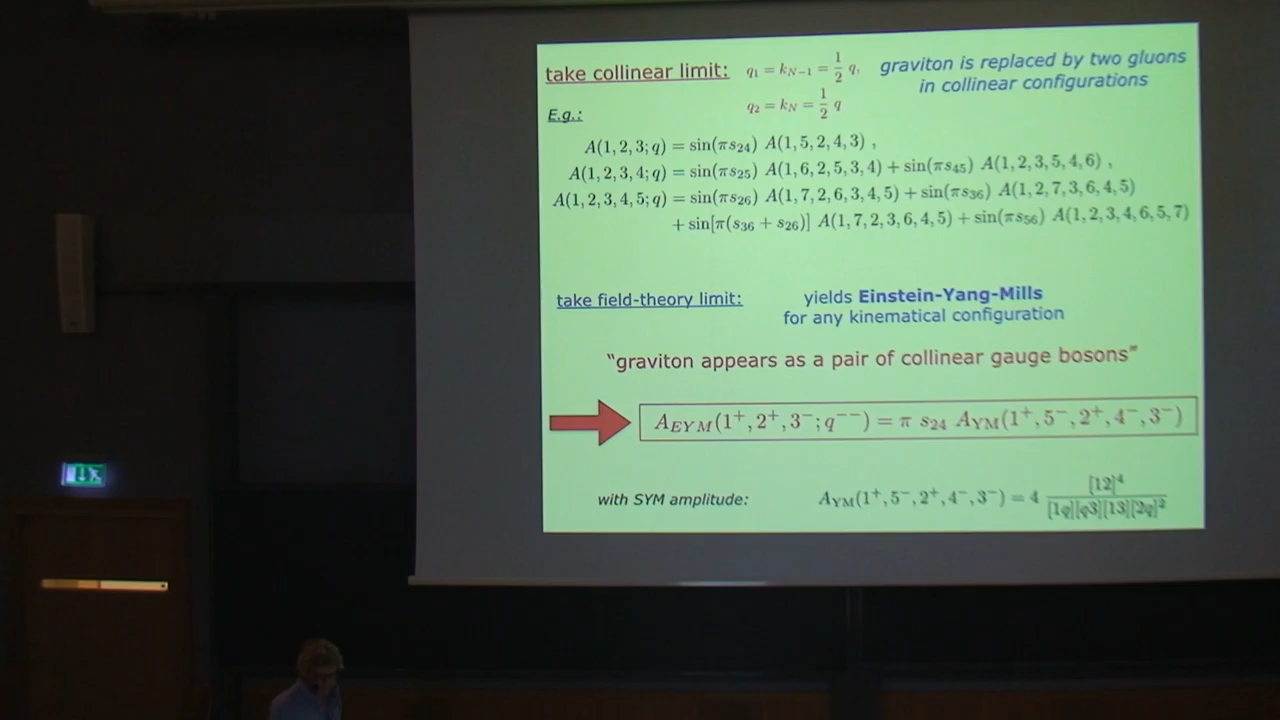 take collinear limit: q₁ = k_{N−1} = 1/2 q, graviton is replaced by two gluons
q₂ = k_N = 1/2 q in collinear configurations
E.g.:
A(1, 2, 3; q) = sin(πs₂₄) A(1, 5, 2, 4, 3) ,
A(1, 2, 3, 4; q) = sin(πs₂₅) A(1, 6, 2, 5, 3, 4) + sin(πs₄₅) A(1, 2, 3, 5, 4, 6) ,
A(1, 2, 3, 4, 5; q) = sin(πs₂₆) A(1, 7, 2, 6, 3, 4, 5) + sin(πs₃₆) A(1, 2, 7, 3, 6, 4, 5)
+ sin[π(s₃₆ + s₂₆)] A(1, 7, 2, 3, 6, 4, 5) + sin(πs₅₆) A(1, 2, 3, 4, 6, 5, 7)
take field-theory limit: yields Einstein-Yang-Mills
for any kinematical configuration
"graviton appears as a pair of collinear gauge bosons"
A_{EYM}(1⁺, 2⁺, 3⁻; q⁻⁻) = π s₂₄ A_{YM}(1⁺, 5⁻, 2⁺, 4⁻, 3⁻)
with SYM amplitude: A_{YM}(1⁺, 5⁻, 2⁺, 4⁻, 3⁻) = 4 [12]⁴ / [1q][q3][13][2q]²